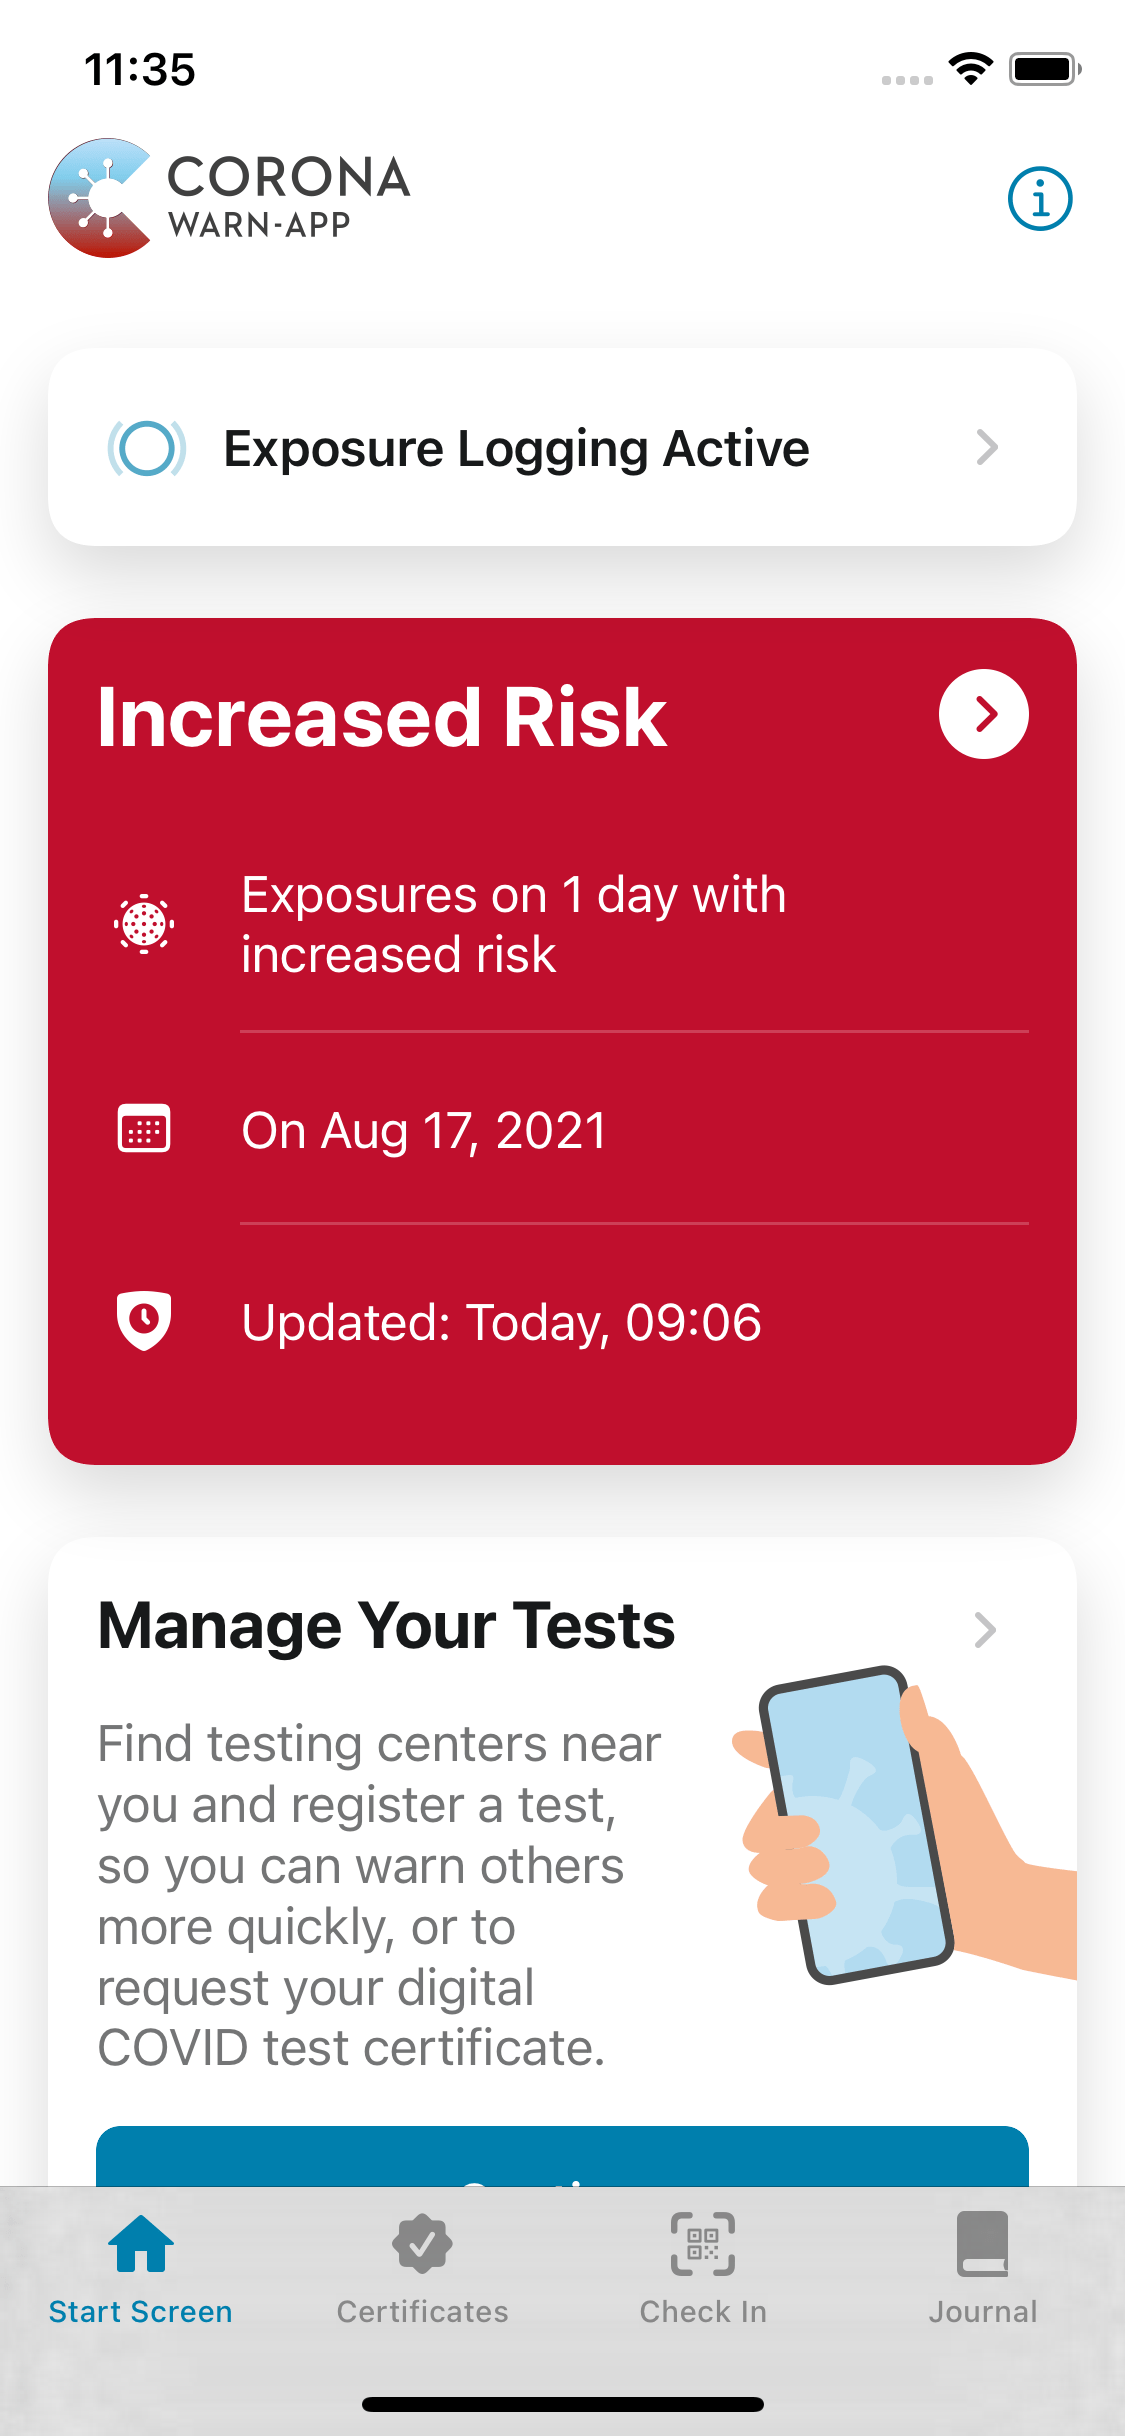 11:35
CORONA
WARN-APP
Exposure Logging Active
Increased Risk
Exposures on 1 day with
increased risk
On Aug 17, 2021
Updated: Today, 09:06
Manage Your Tests
Find testing centers near
you and register a test,
so you can warn others
more quickly, or to
request your digital
COVID test certificate.
Start Screen
Certificates
Check In
Journal